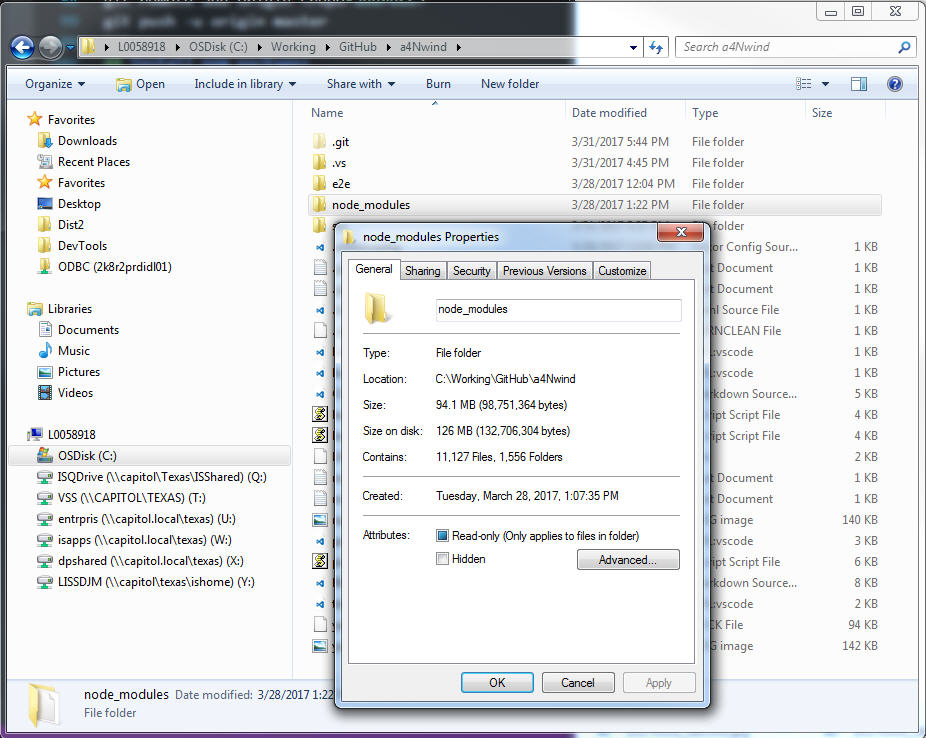 git push -u origin master
L0058918 OSDisk (C:) Working GitHub a4Nwind
Search a4Nwind
Organize Open Include in library Share with Burn New folder
Favorites
Downloads
Recent Places
Favorites
Desktop
Dist2
DevTools
ODBC (2k8r2prdidl01)
Libraries
Documents
Music
Pictures
Videos
L0058918
OSDisk (C:)
ISQDrive (\\capitol\Texas\ISShared) (Q:)
VSS (\\CAPITOL\TEXAS) (T:)
entrpris (\\capitol.local\texas) (U:)
isapps (\\capitol.local\texas) (W:)
dpshared (\\capitol.local\texas) (X:)
LISSDJM (\\capitol\texas\ishome) (Y:)
Name Date modified Type Size
.git 3/31/2017 5:44 PM File folder
.vs 3/31/2017 4:45 PM File folder
e2e 3/28/2017 12:04 PM File folder
node_modules 3/28/2017 1:22 PM File folder
older
or Config Sour... 1 KB
t Document 1 KB
t Document 1 KB
ml Source File 1 KB
RNCLEAN File 1 KB
.vscode 1 KB
.vscode 1 KB
kdown Source... 5 KB
ipt Script File 4 KB
ipt Script File 4 KB
2 KB
t Document 1 KB
t Document 1 KB
G image 140 KB
.vscode 3 KB
ipt Script File 6 KB
kdown Source... 8 KB
.vscode 2 KB
CK File 94 KB
G image 142 KB
node_modules Properties
General Sharing Security Previous Versions Customize
node_modules
Type: File folder
Location: C:\Working\GitHub\a4Nwind
Size: 94.1 MB (98,751,364 bytes)
Size on disk: 126 MB (132,706,304 bytes)
Contains: 11,127 Files, 1,556 Folders
Created: Tuesday, March 28, 2017, 1:07:35 PM
Attributes: Read-only (Only applies to files in folder)
Hidden Advanced...
OK Cancel Apply
node_modules Date modified: 3/28/2017 1:22
File folder